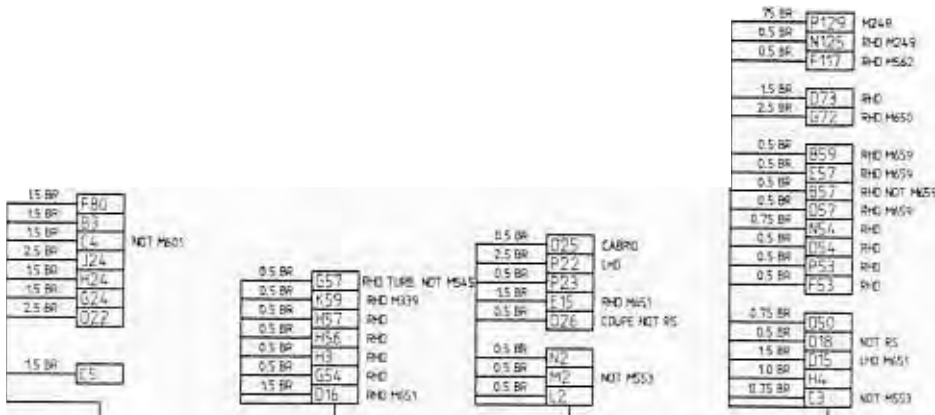 .75 BR P129 M249
0.5 BR N125 RHD M249
0.5 BR F117 RHD M562
1.5 BR D73 RHD
2.5 BR G72 RHD M650
0.5 BR B59 RHD M659
0.5 BR E57 RHD M659
0.5 BR B57 RHD NOT M659
0.5 BR D57 RHD M659
0.75 BR N54 RHD
0.5 BR D54 RHD
0.5 BR P53 RHD
0.5 BR F53 RHD
0.75 BR D50
0.5 BR D18 NOT RS
1.5 BR D15 LHD M651
1.0 BR H4
0.75 BR C3 NOT M553
1.5 BR F80
1.5 BR B3
1.5 BR C4 NOT M601
2.5 BR J24
1.5 BR H24
1.5 BR G24
2.5 BR D22
1.5 BR C5
0.5 BR G57 RHD TURB. NOT M545
0.5 BR K59 RHD M339
0.5 BR H57 RHD
0.5 BR H56 RHD
0.5 BR H3 RHD
0.5 BR G54 RHD
1.5 BR D16 RHD M651
0.5 BR D25 CABRIO
2.5 BR P22 LHD
0.5 BR P23
1.5 BR E15 RHD M651
0.5 BR D26 COUPE NOT RS
0.5 BR N2
0.5 BR M2 NOT M553
0.5 BR L2